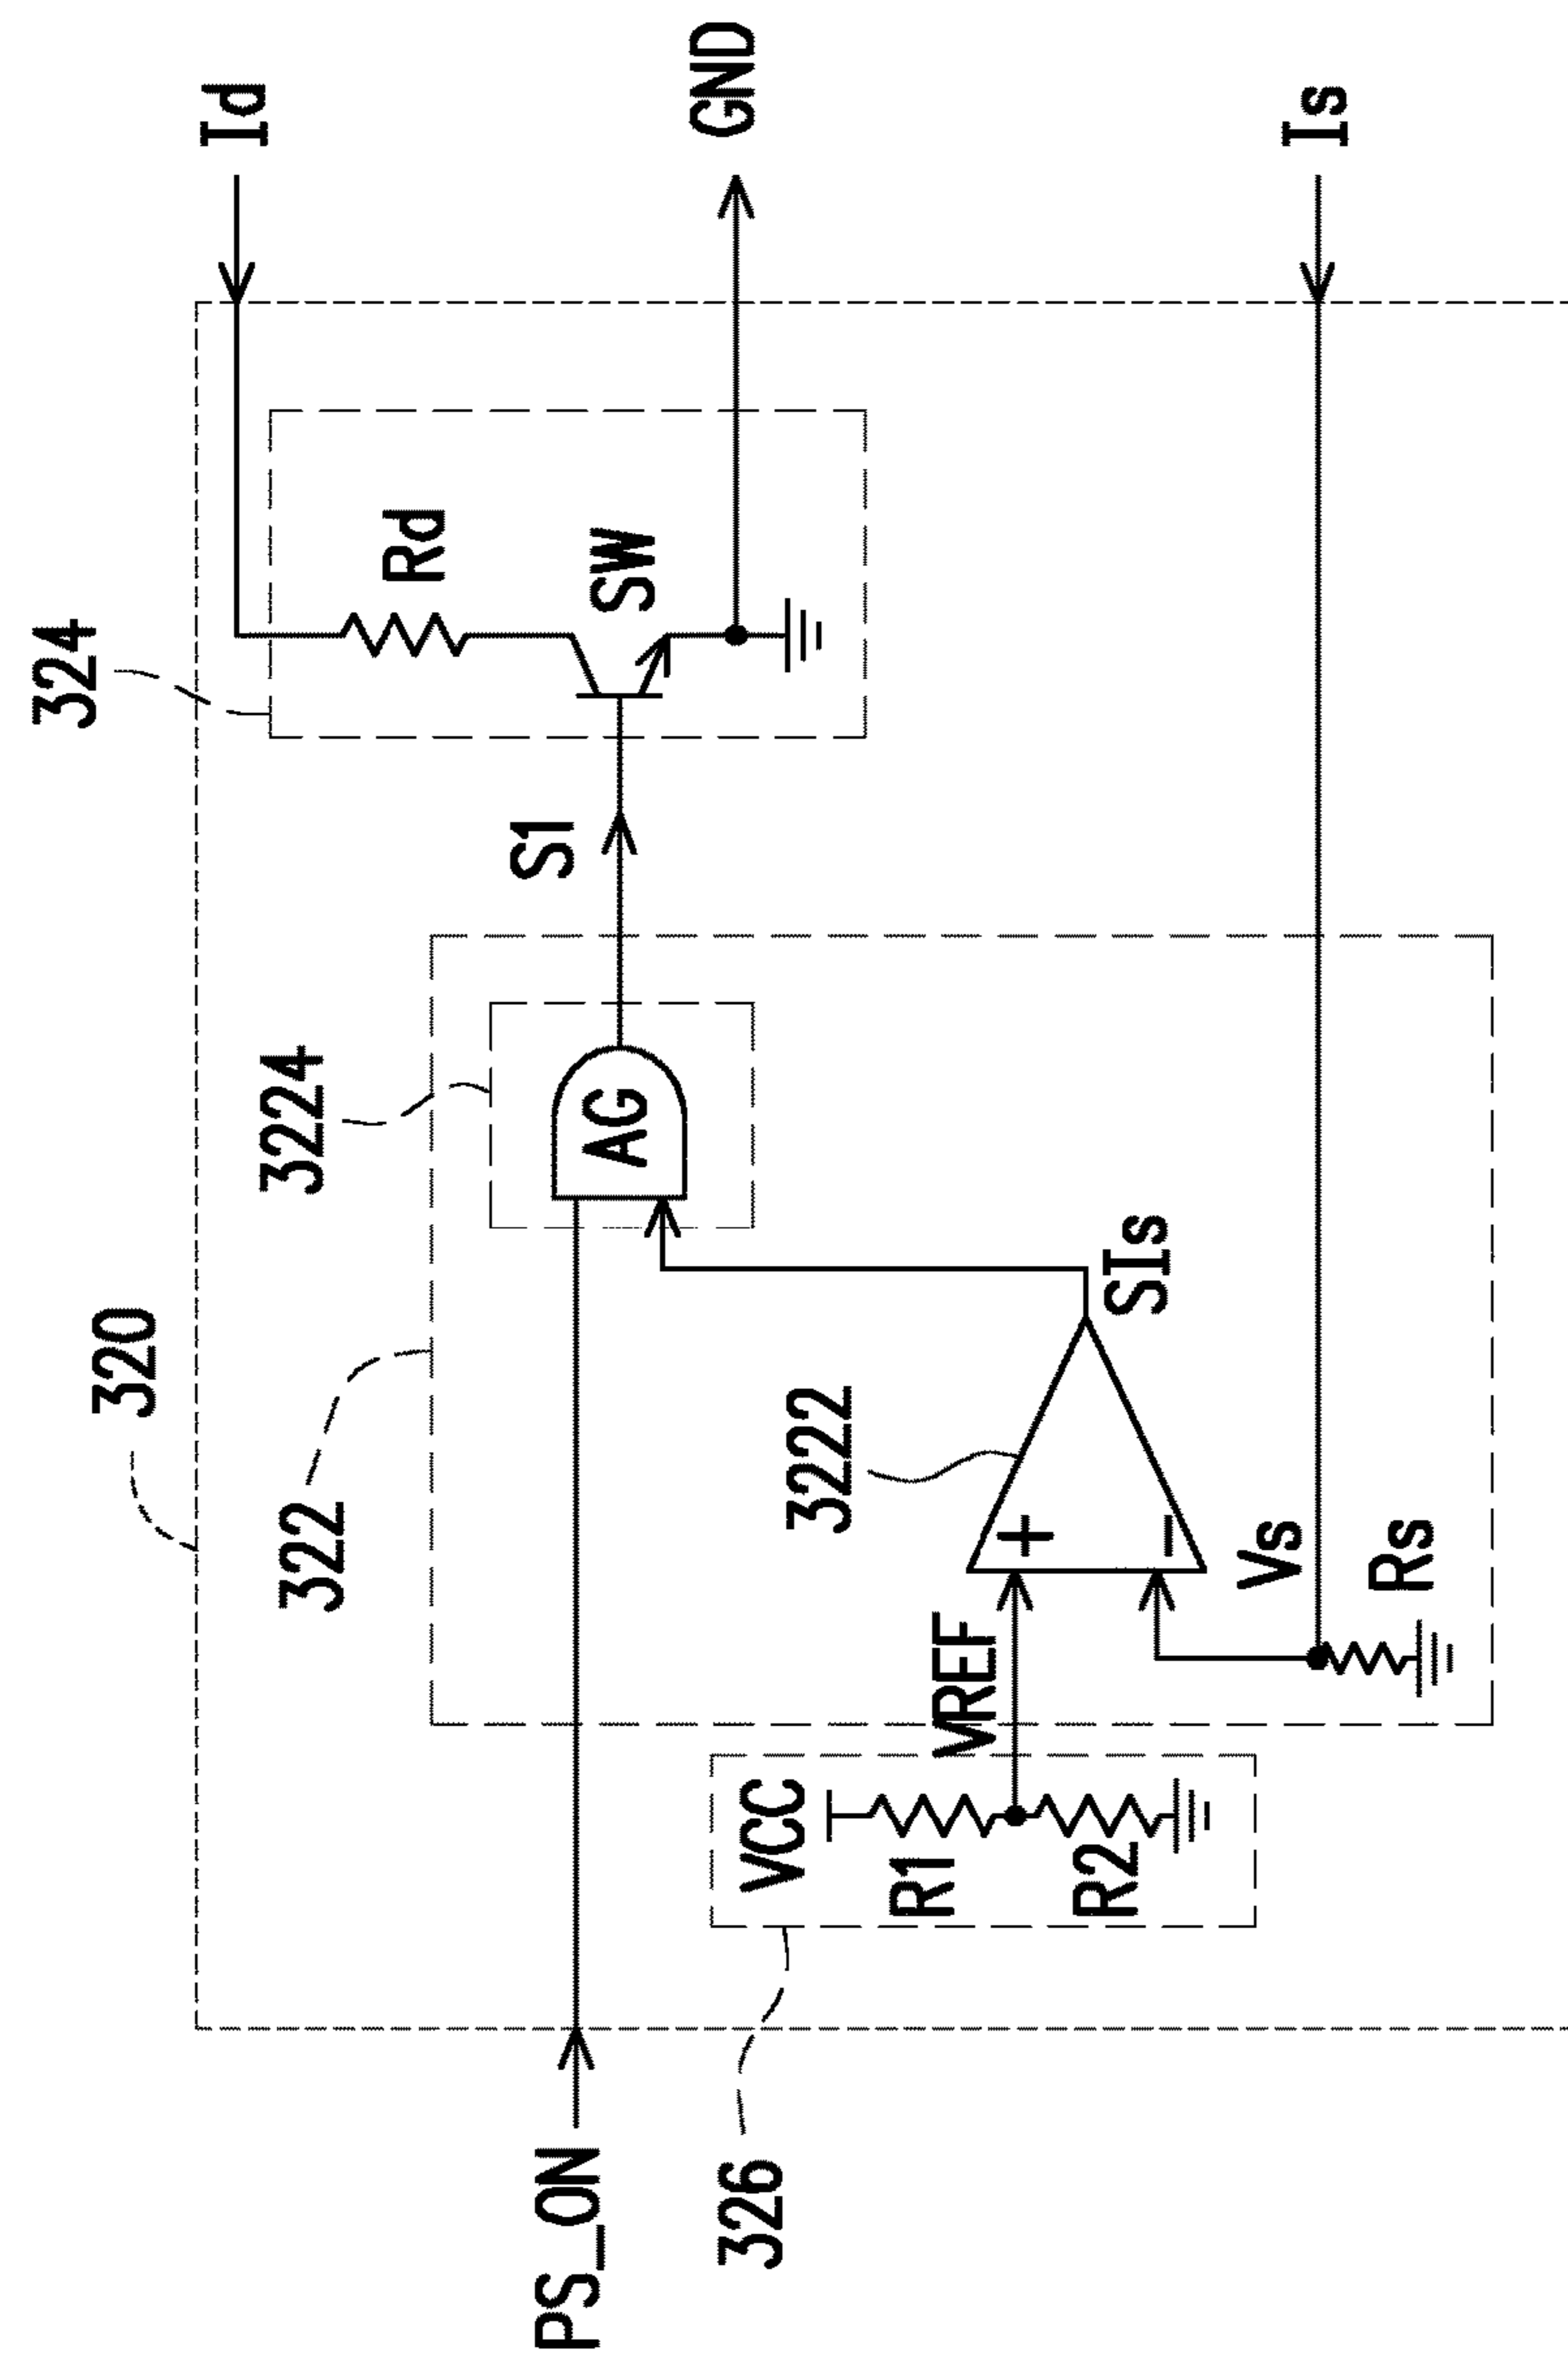 320
324
Id
322
3224
S1
Rd
PS_ON
AG
SW
326
VCC
3222
GND
R1
VREF
R2
SIs
Vs
Is
Rs